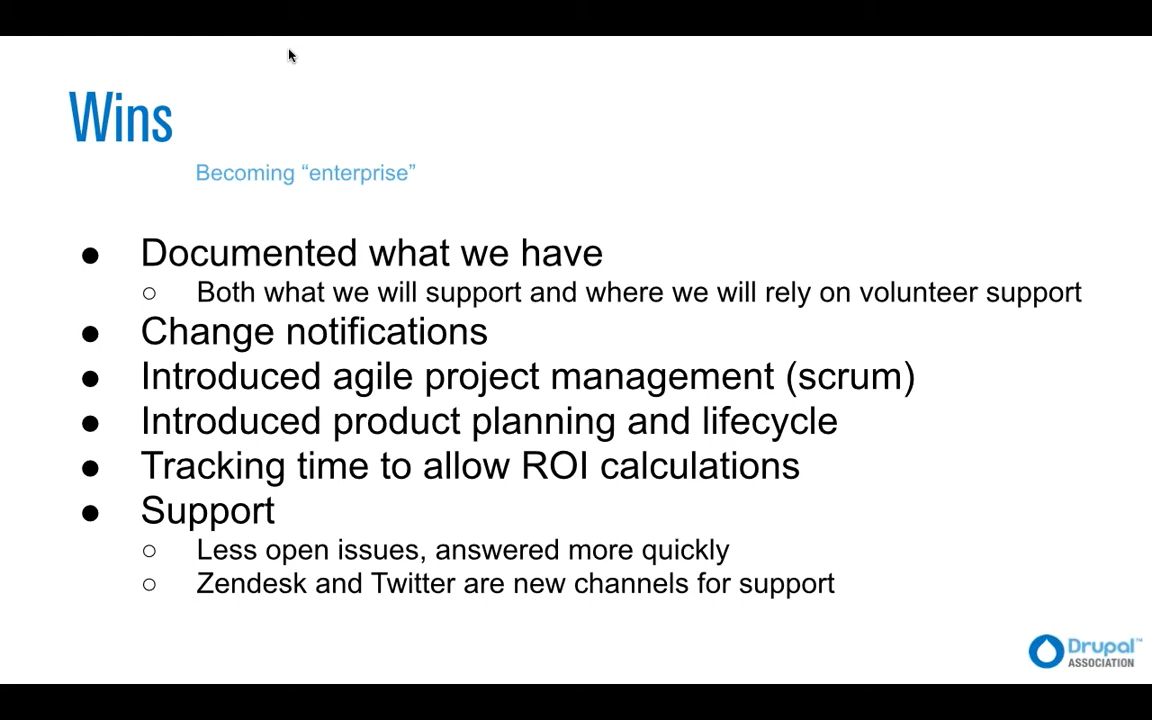 Wins
Becoming “enterprise”
● Documented what we have
○ Both what we will support and where we will rely on volunteer support
● Change notifications
● Introduced agile project management (scrum)
● Introduced product planning and lifecycle
● Tracking time to allow ROI calculations
● Support
○ Less open issues, answered more quickly
○ Zendesk and Twitter are new channels for support
Drupal™
ASSOCIATION